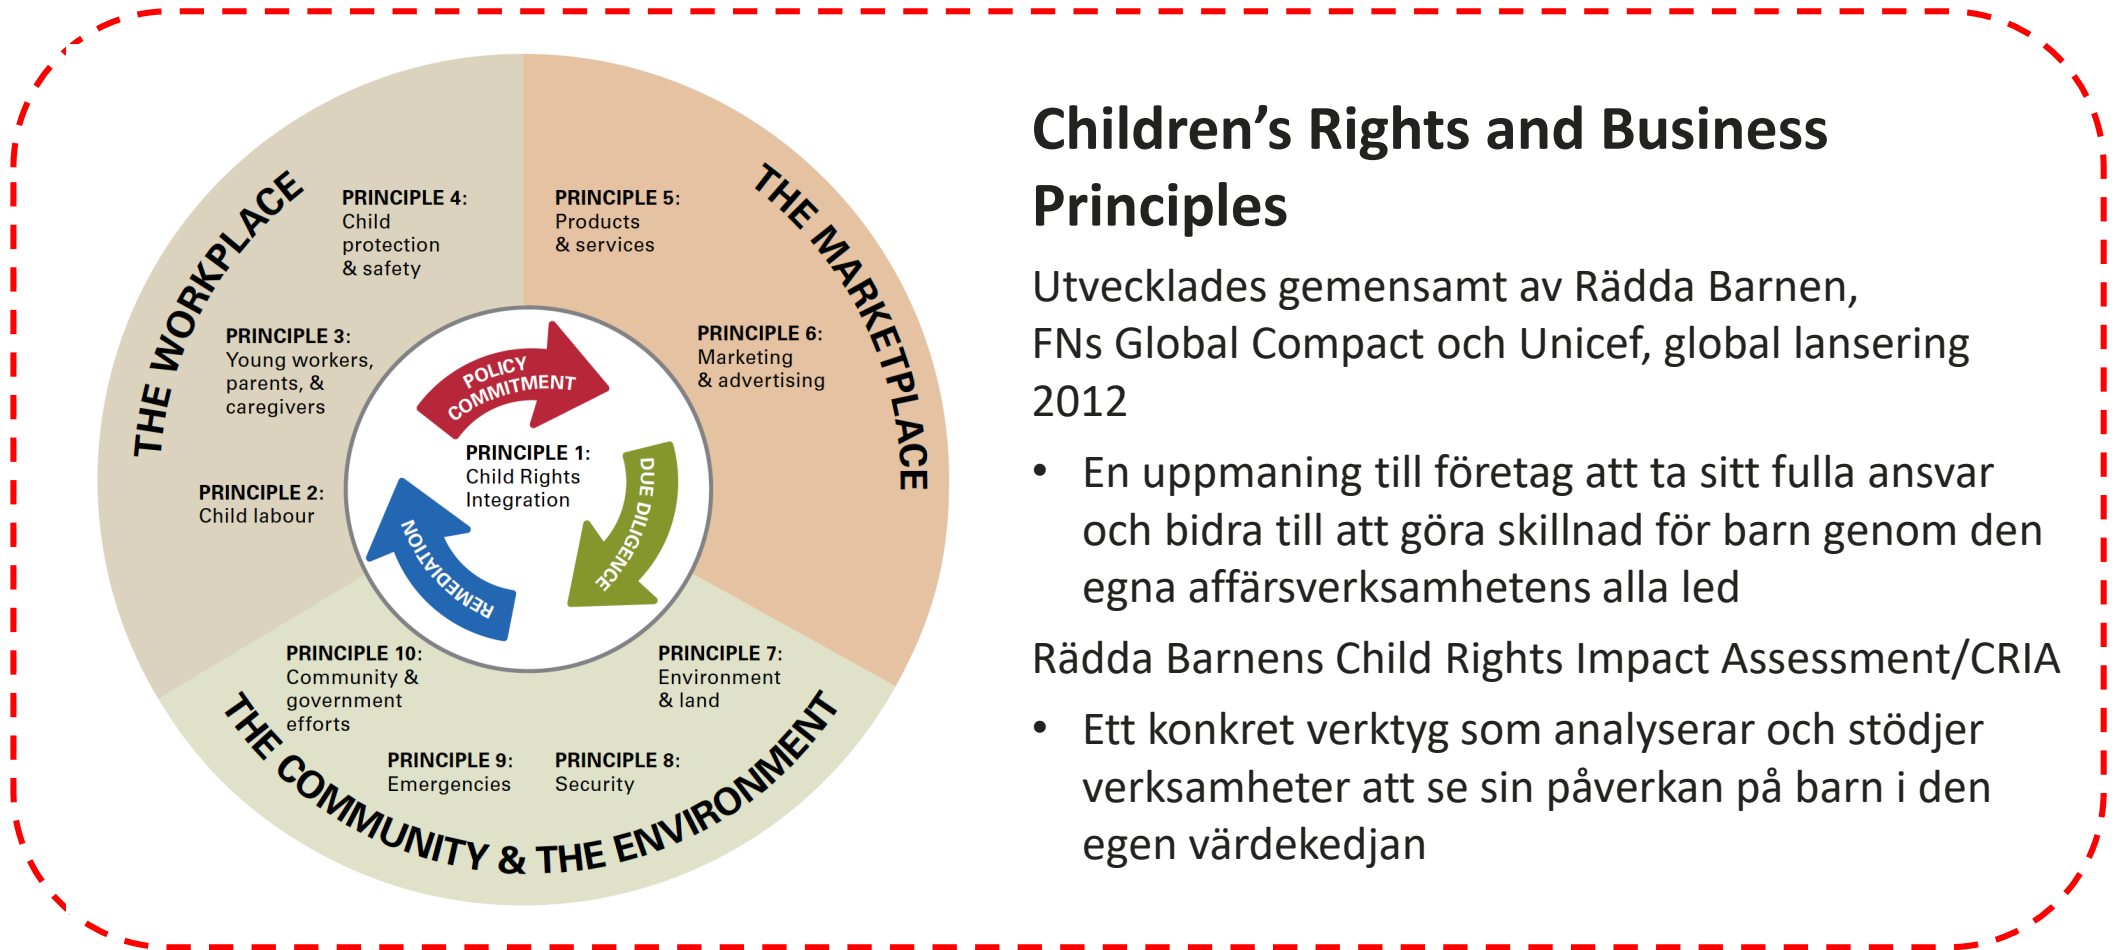 THE WORKPLACE
PRINCIPLE 4:
Child
protection
& safety
PRINCIPLE 3:
Young workers,
parents, &
caregivers
PRINCIPLE 2:
Child labour
THE MARKETPLACE
PRINCIPLE 5:
Products
& services
PRINCIPLE 6:
Marketing
& advertising
POLICY
COMMITMENT
DUE DILIGENCE
REMEDIATION
PRINCIPLE 1:
Child Rights
Integration
PRINCIPLE 10:
Community &
government
efforts
PRINCIPLE 9:
Emergencies
PRINCIPLE 8:
Security
PRINCIPLE 7:
Environment
& land
THE COMMUNITY & THE ENVIRONMENT
Children’s Rights and Business
Principles
Utvecklades gemensamt av Rädda Barnen,
FNs Global Compact och Unicef, global lansering
2012
• En uppmaning till företag att ta sitt fulla ansvar
och bidra till att göra skillnad för barn genom den
egna affärsverksamhetens alla led
Rädda Barnens Child Rights Impact Assessment/CRIA
• Ett konkret verktyg som analyserar och stödjer
verksamheter att se sin påverkan på barn i den
egen värdekedjan